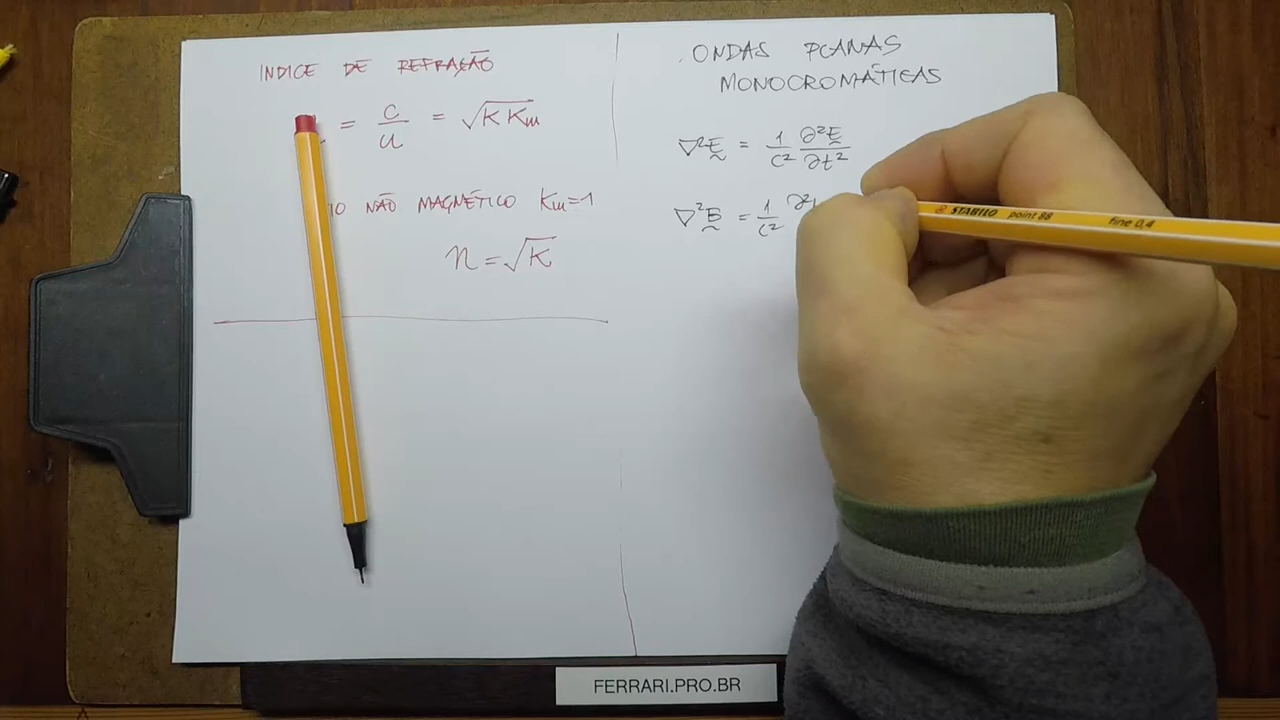 INDICE DE REFRAÇÃO
= c/u = √K Km
NÃO MAGNÉTICO Km=1
n = √K
ONDAS PLANAS
MONOCROMÁTICAS
∇²E = 1/c² ∂²E/∂t²
∇²B = 1/c² ∂²
STABILO point 88 fine 0,4
FERRARI.PRO.BR